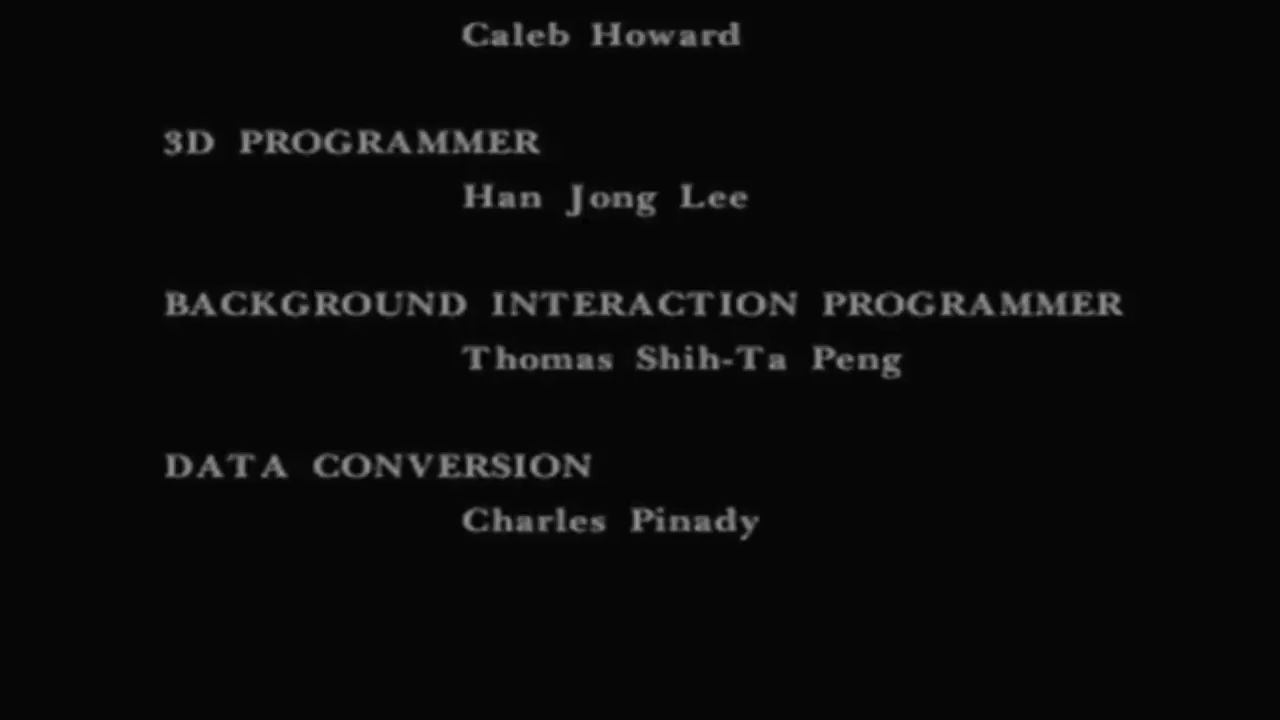 Caleb Howard
3D PROGRAMMER
Han Jong Lee
BACKGROUND INTERACTION PROGRAMMER
Thomas Shih-Ta Peng
DATA CONVERSION
Charles Pinady